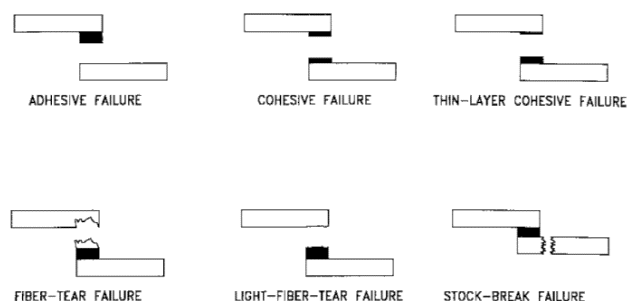 ADHESIVE FAILURE
COHESIVE FAILURE
THIN-LAYER COHESIVE FAILURE
FIBER-TEAR FAILURE
LIGHT-FIBER-TEAR FAILURE
STOCK-BREAK FAILURE